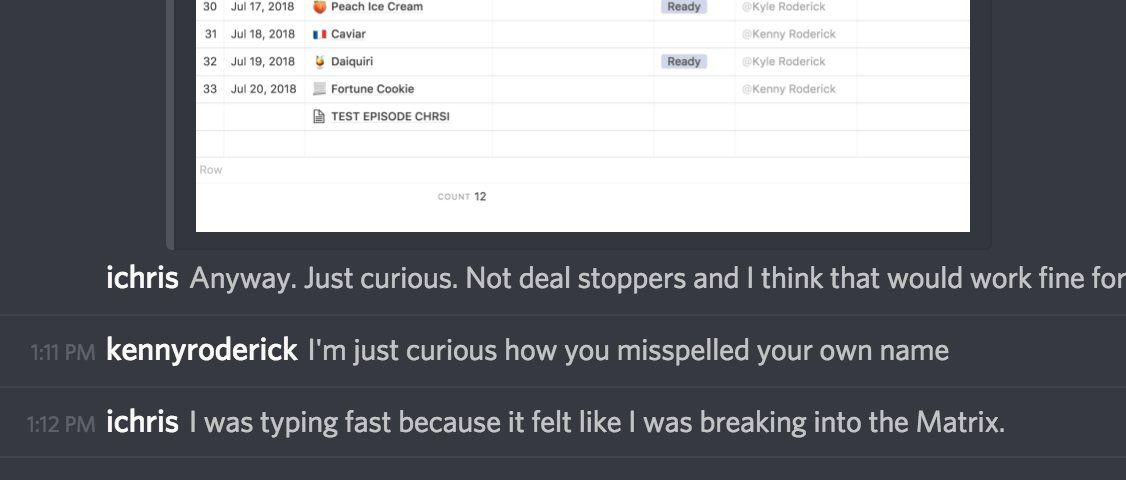 30 Jul 17, 2018 Peach Ice Cream Ready @Kyle Roderick
31 Jul 18, 2018 Caviar @Kenny Roderick
32 Jul 19, 2018 Daiquiri Ready @Kyle Roderick
33 Jul 20, 2018 Fortune Cookie @Kenny Roderick
TEST EPISODE CHRSI
Row
COUNT 12
ichris Anyway. Just curious. Not deal stoppers and I think that would work fine for
1:11 PM kennyroderick I'm just curious how you misspelled your own name
1:12 PM ichris I was typing fast because it felt like I was breaking into the Matrix.